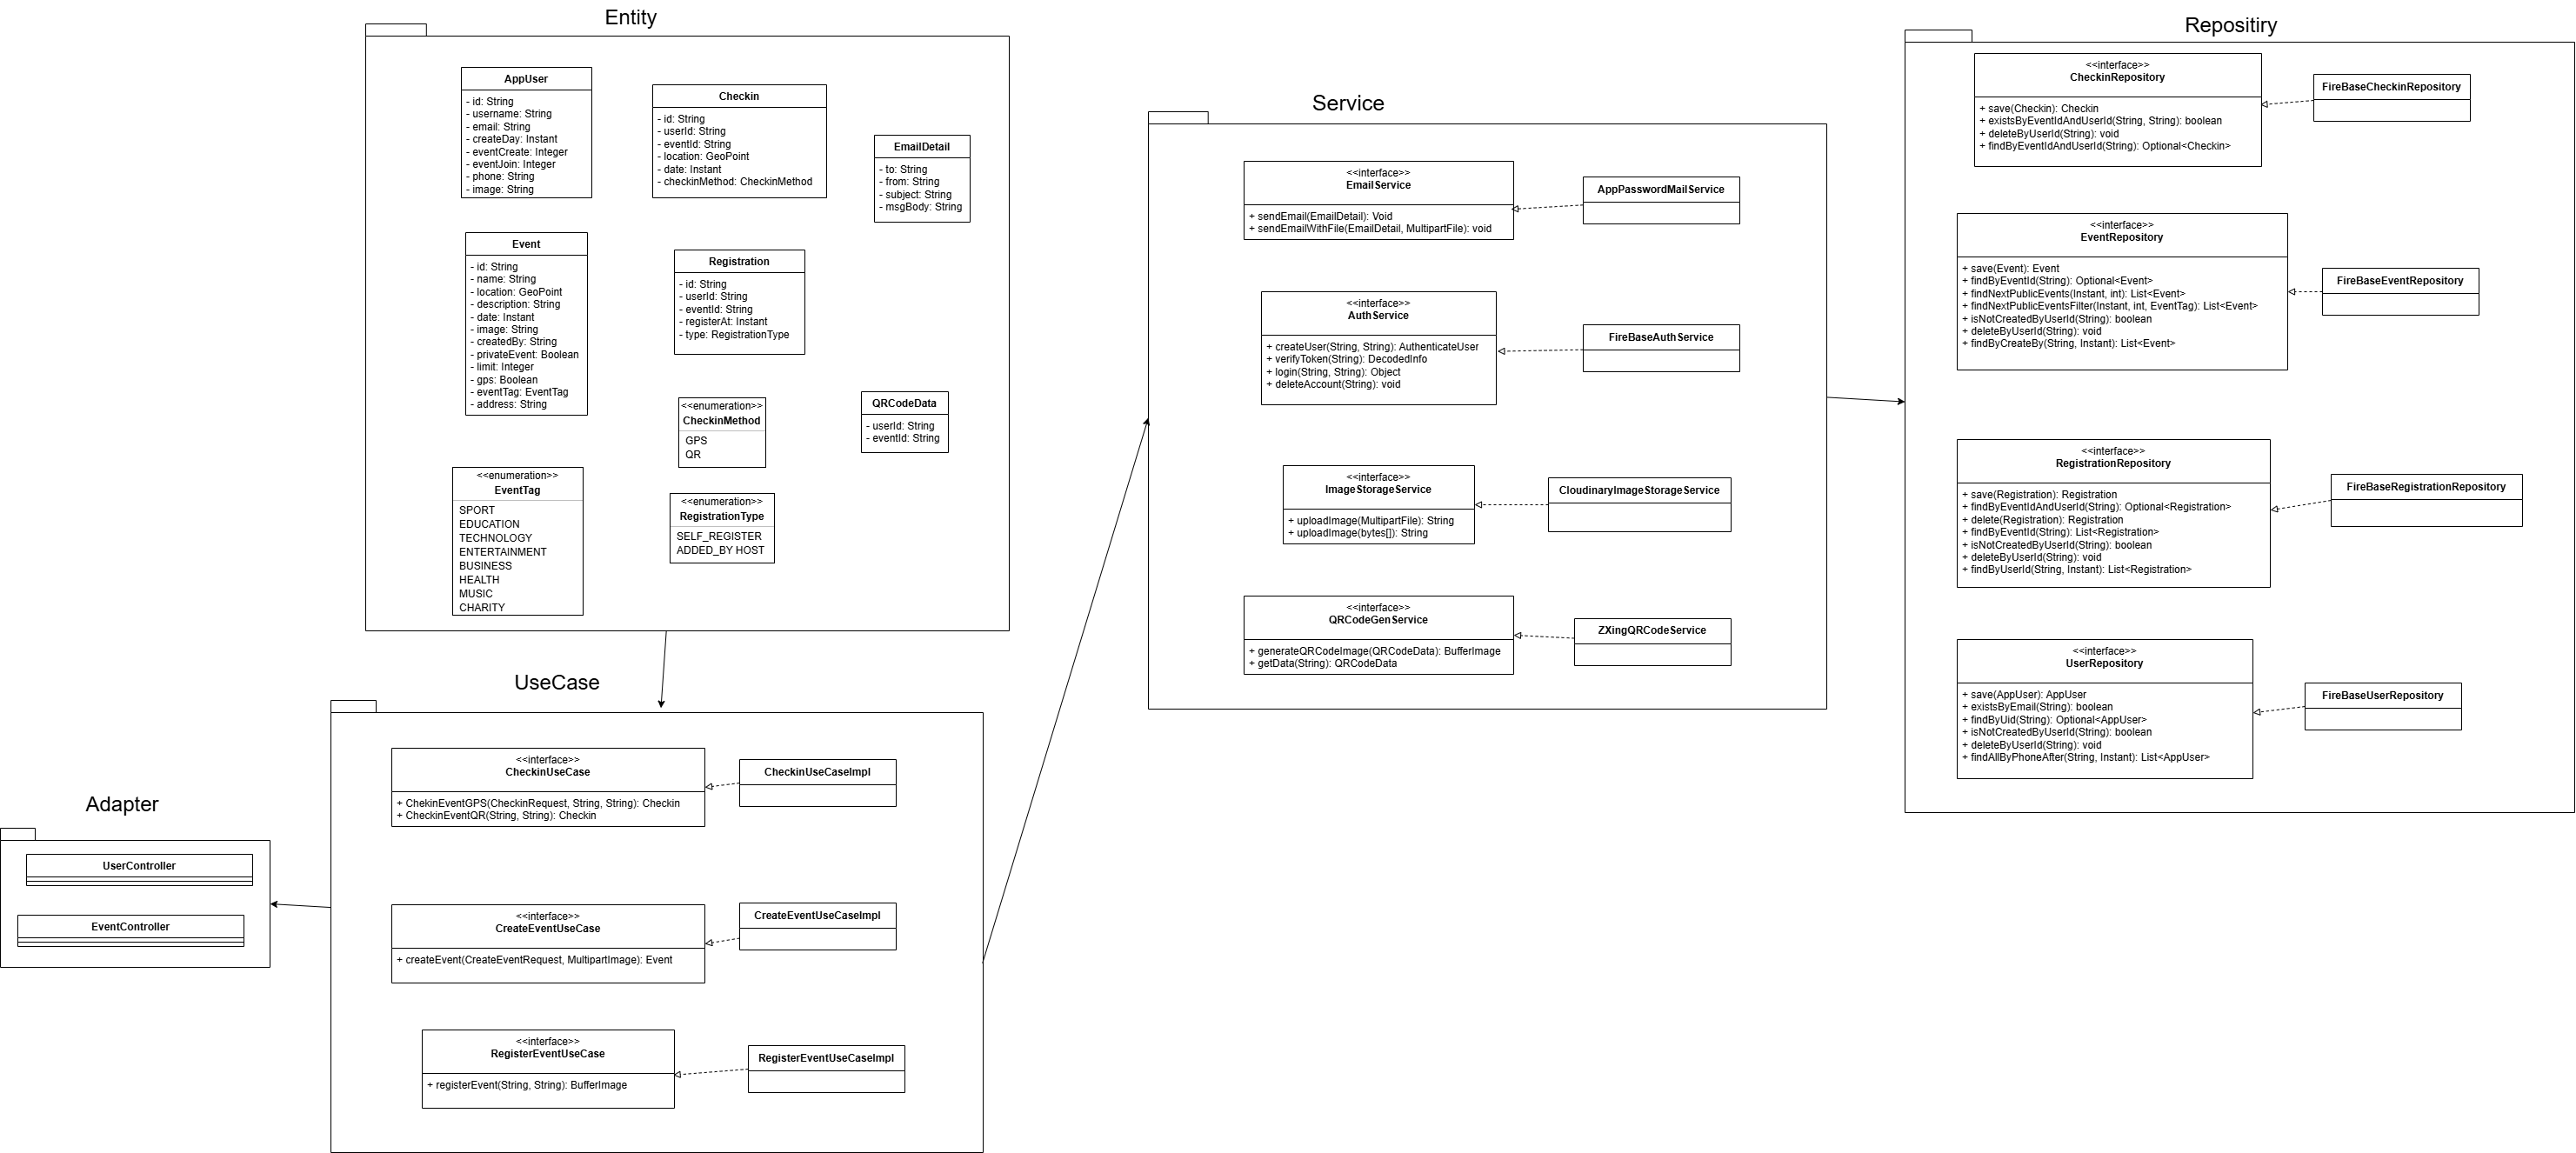 Entity
AppUser
- id: String
- username: String
- email: String
- createDay: Instant
- eventCreate: Integer
- eventJoin: Integer
- phone: String
- image: String
Checkin
- id: String
- userId: String
- eventId: String
- location: GeoPoint
- date: Instant
- checkinMethod: CheckinMethod
EmailDetail
- to: String
- from: String
- subject: String
- msgBody: String
Event
- id: String
- name: String
- location: GeoPoint
- description: String
- date: Instant
- image: String
- createdBy: String
- privateEvent: Boolean
- limit: Integer
- gps: Boolean
- eventTag: EventTag
- address: String
Registration
- id: String
- userId: String
- eventId: String
- registerAt: Instant
- type: RegistrationType
<<enumeration>>
CheckinMethod
GPS
QR
QRCodeData
- userId: String
- eventId: String
<<enumeration>>
EventTag
SPORT
EDUCATION
TECHNOLOGY
ENTERTAINMENT
BUSINESS
HEALTH
MUSIC
CHARITY
<<enumeration>>
RegistrationType
SELF_REGISTER
ADDED_BY HOST
UseCase
<<interface>>
CheckinUseCase
+ ChekinEventGPS(CheckinRequest, String, String): Checkin
+ CheckinEventQR(String, String): Checkin
CheckinUseCaseImpl
<<interface>>
CreateEventUseCase
+ createEvent(CreateEventRequest, MultipartImage): Event
CreateEventUseCaseImpl
<<interface>>
RegisterEventUseCase
+ registerEvent(String, String): BufferImage
RegisterEventUseCaseImpl
Adapter
UserController
EventController
Service
<<interface>>
EmailService
+ sendEmail(EmailDetail): Void
+ sendEmailWithFile(EmailDetail, MultipartFile): void
AppPasswordMailService
<<interface>>
AuthService
+ createUser(String, String): AuthenticateUser
+ verifyToken(String): DecodedInfo
+ login(String, String): Object
+ deleteAccount(String): void
FireBaseAuthService
<<interface>>
ImageStorageService
+ uploadImage(MultipartFile): String
+ uploadImage(bytes[]): String
CloudinaryImageStorageService
<<interface>>
QRCodeGenService
+ generateQRCodeImage(QRCodeData): BufferImage
+ getData(String): QRCodeData
ZXingQRCodeService
Repositiry
<<interface>>
CheckinRepository
+ save(Checkin): Checkin
+ existsByEventIdAndUserId(String, String): boolean
+ deleteByUserId(String): void
+ findByEventIdAndUserId(String): Optional<Checkin>
FireBaseCheckinRepository
<<interface>>
EventRepository
+ save(Event): Event
+ findByEventId(String): Optional<Event>
+ findNextPublicEvents(Instant, int): List<Event>
+ findNextPublicEventsFilter(Instant, int, EventTag): List<Event>
+ isNotCreatedByUserId(String): boolean
+ deleteByUserId(String): void
+ findByCreateBy(String, Instant): List<Event>
FireBaseEventRepository
<<interface>>
RegistrationRepository
+ save(Registration): Registration
+ findByEventIdAndUserId(String): Optional<Registration>
+ delete(Registration): Registration
+ findByEventId(String): List<Registration>
+ isNotCreatedByUserId(String): boolean
+ deleteByUserId(String): void
+ findByUserId(String, Instant): List<Registration>
FireBaseRegistrationRepository
<<interface>>
UserRepository
+ save(AppUser): AppUser
+ existsByEmail(String): boolean
+ findByUid(String): Optional<AppUser>
+ isNotCreatedByUserId(String): boolean
+ deleteByUserId(String): void
+ findAllByPhoneAfter(String, Instant): List<AppUser>
FireBaseUserRepository